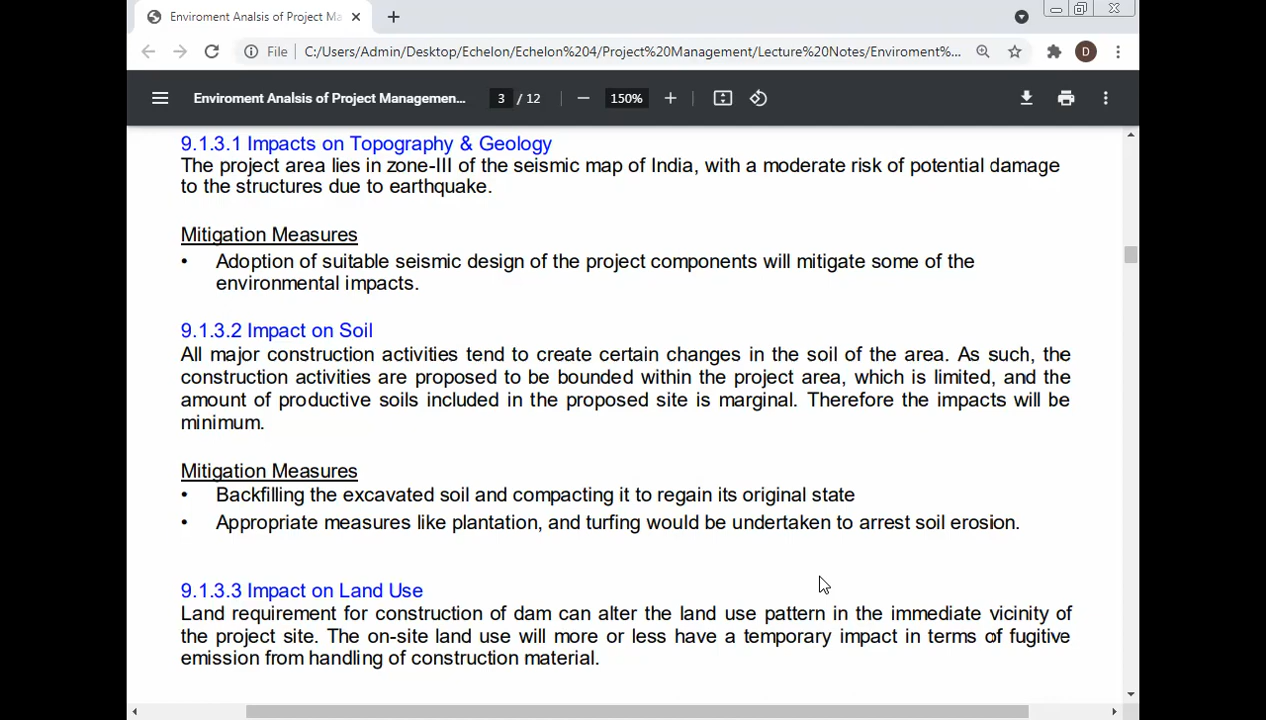 Enviroment Analsis of Project Ma
File C:/Users/Admin/Desktop/Echelon/Echelon%204/Project%20Management/Lecture%20Notes/Enviroment%... D
Enviroment Analsis of Project Managemen... 3 / 12 150%
9.1.3.1 Impacts on Topography & Geology
The project area lies in zone-III of the seismic map of India, with a moderate risk of potential damage
to the structures due to earthquake.
Mitigation Measures
• Adoption of suitable seismic design of the project components will mitigate some of the
environmental impacts.
9.1.3.2 Impact on Soil
All major construction activities tend to create certain changes in the soil of the area. As such, the
construction activities are proposed to be bounded within the project area, which is limited, and the
amount of productive soils included in the proposed site is marginal. Therefore the impacts will be
minimum.
Mitigation Measures
• Backfilling the excavated soil and compacting it to regain its original state
• Appropriate measures like plantation, and turfing would be undertaken to arrest soil erosion.
9.1.3.3 Impact on Land Use
Land requirement for construction of dam can alter the land use pattern in the immediate vicinity of
the project site. The on-site land use will more or less have a temporary impact in terms of fugitive
emission from handling of construction material.